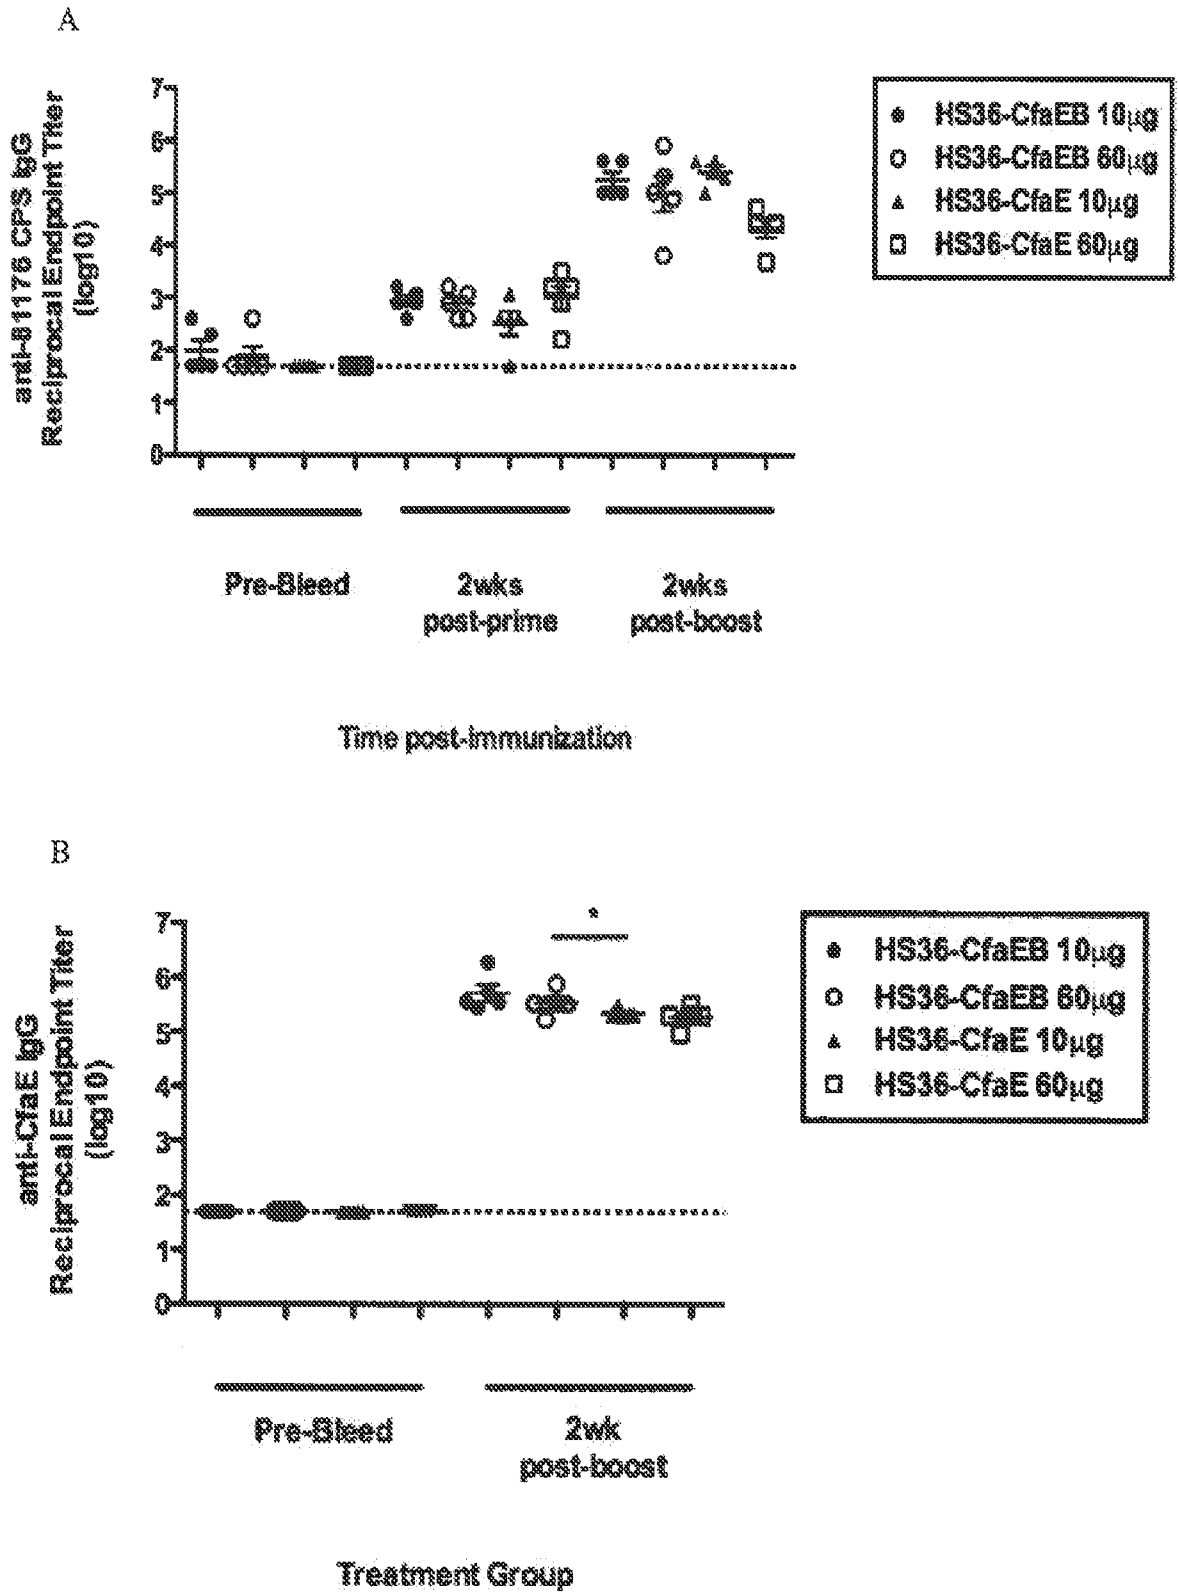 A
anti-81176 CPS IgG
Reciprocal Endpoint Titer
(log10)
7
6
5
4
3
2
1
0
HS36-CfaEB 10μg
HS36-CfaEB 60μg
HS36-CfaE 10μg
HS36-CfaE 60μg
Pre-Bleed
2wks
post-prime
2wks
post-boost
Time post-immunization
B
anti-CfaE IgG
Reciprocal Endpoint Titer
(log10)
7
6
5
4
3
2
1
0
*
HS36-CfaEB 10μg
HS36-CfaEB 60μg
HS36-CfaE 10μg
HS36-CfaE 60μg
Pre-Bleed
2wk
post-boost
Treatment Group